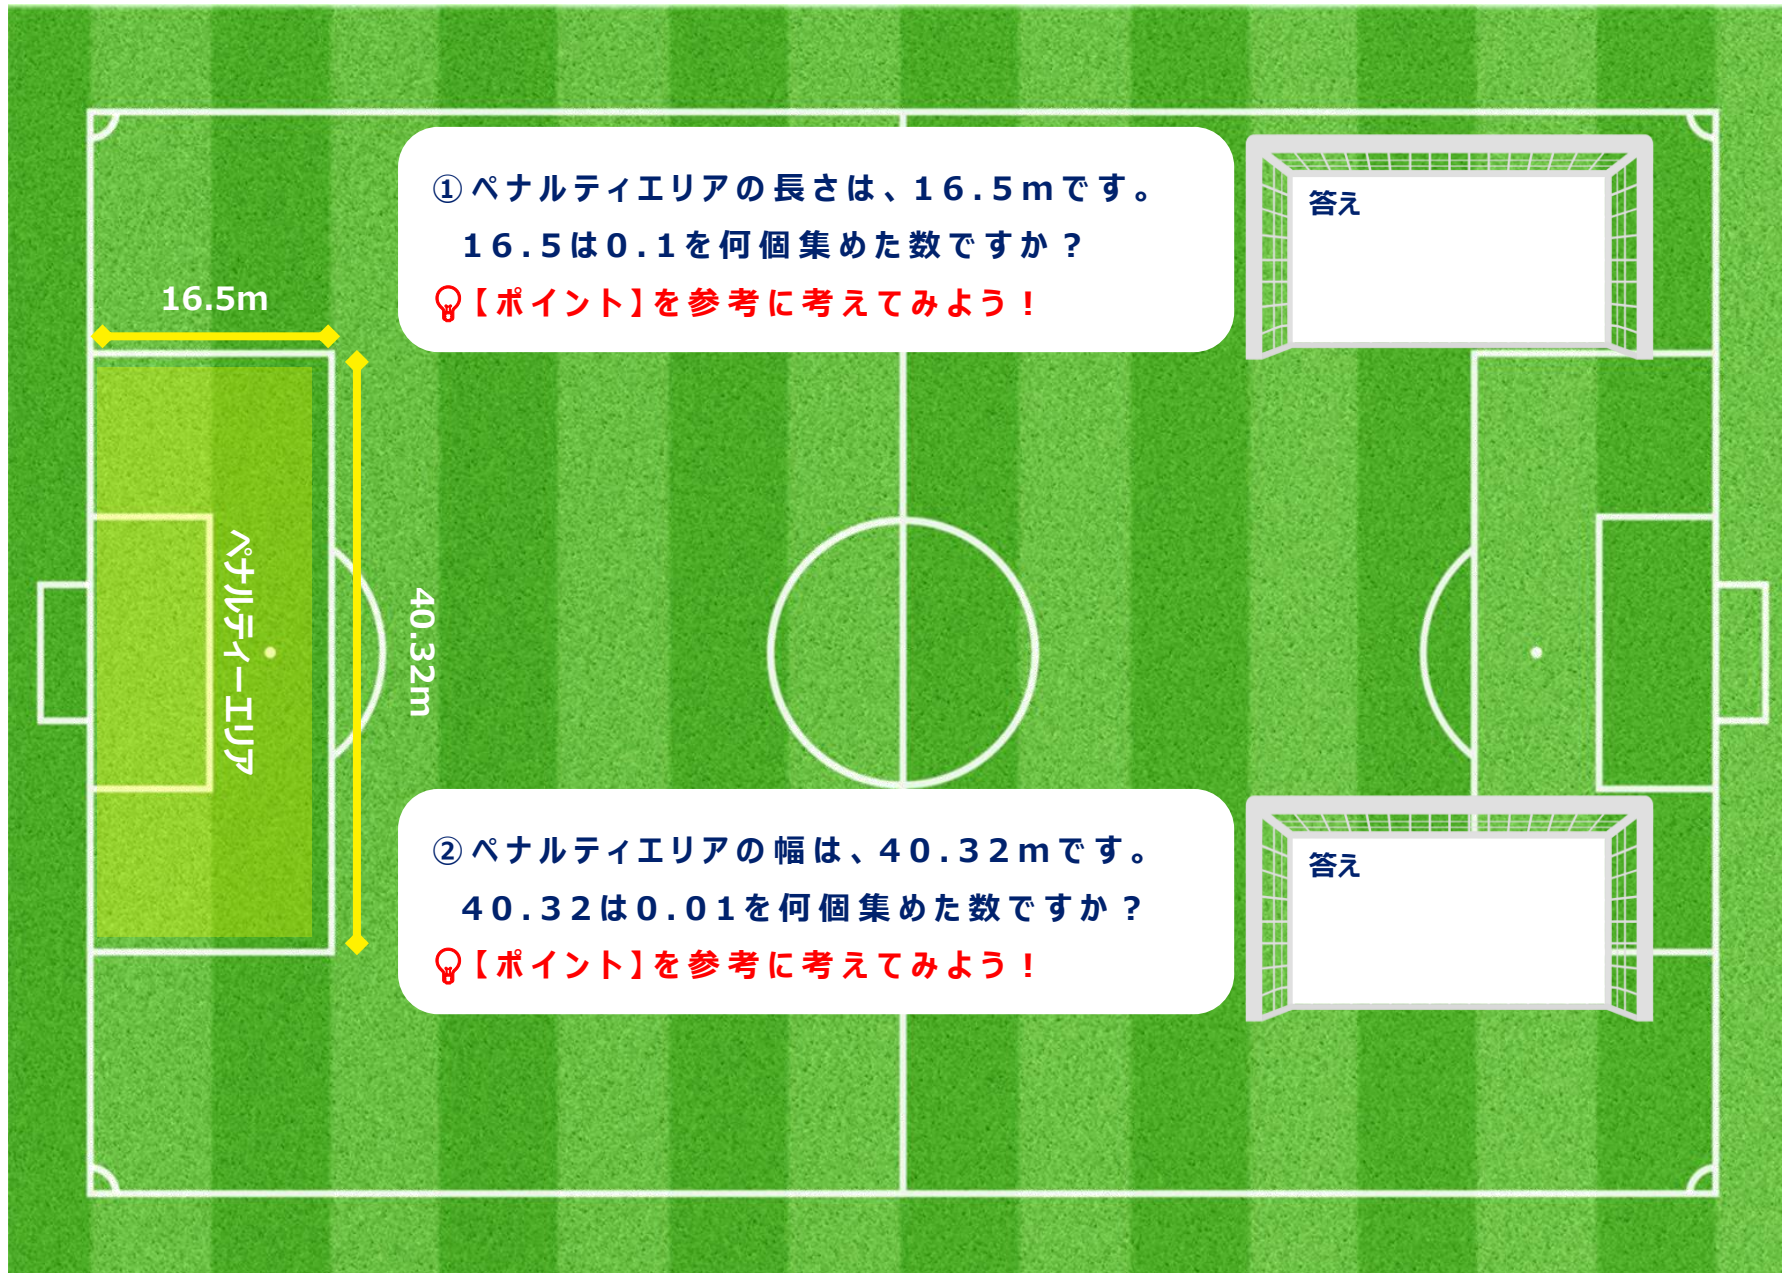 ①ペナルティエリアの長さは、16.5mです。
16.5は0.1を何個集めた数ですか?
【ポイント】を参考に考えてみよう!
答え
16.5m
ペナルティーエリア
40.32m
②ペナルティエリアの幅は、40.32mです。
40.32は0.01を何個集めた数ですか?
【ポイント】を参考に考えてみよう!
答え